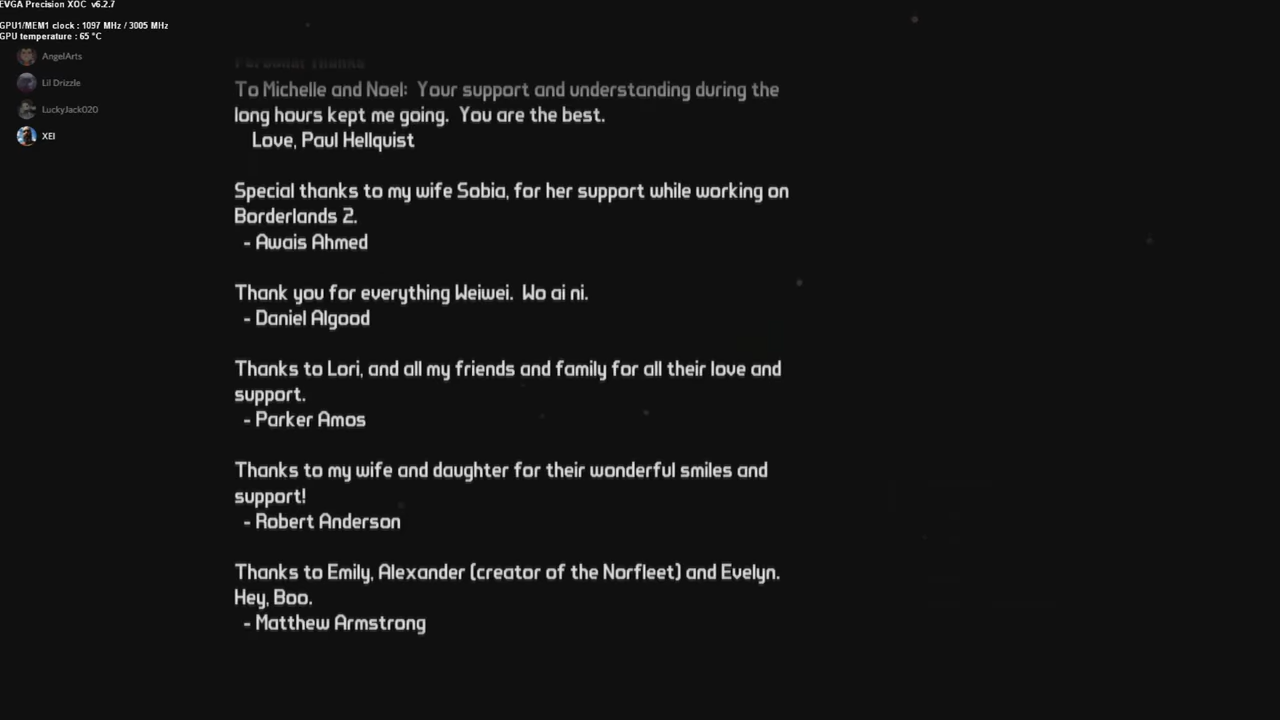 EVGA Precision XOC v6.2.7
GPU1/MEM1 clock : 1097 MHz / 3005 MHz
GPU temperature : 65 °C
AngelArts
Lil Drizzle
LuckyJack020
XEI
Personal Thanks
To Michelle and Noel: Your support and understanding during the
long hours kept me going. You are the best.
Love, Paul Hellquist
Special thanks to my wife Sobia, for her support while working on
Borderlands 2.
- Awais Ahmed
Thank you for everything Weiwei. Wo ai ni.
- Daniel Algood
Thanks to Lori, and all my friends and family for all their love and
support.
- Parker Amos
Thanks to my wife and daughter for their wonderful smiles and
support!
- Robert Anderson
Thanks to Emily, Alexander (creator of the Norfleet) and Evelyn.
Hey, Boo.
- Matthew Armstrong